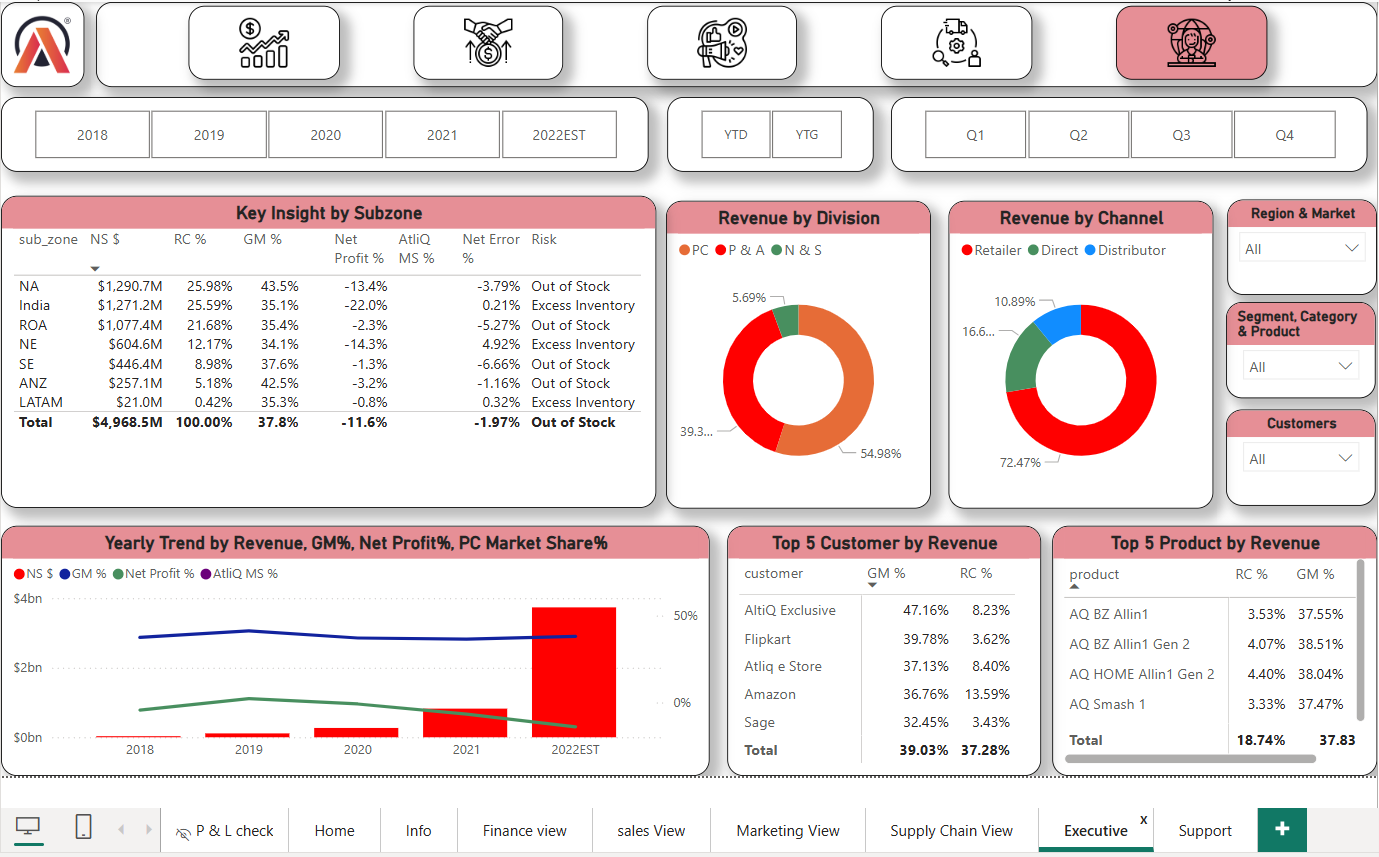 2018 2019 2020 2021 2022EST YTD YTG Q1 Q2 Q3 Q4
Key Insight by Subzone
sub_zone NS $ RC % GM % Net Profit % AtliQ MS % Net Error % Risk
NA $1,290.7M 25.98% 43.5% -13.4% -3.79% Out of Stock
India $1,271.2M 25.59% 35.1% -22.0% 0.21% Excess Inventory
ROA $1,077.4M 21.68% 35.4% -2.3% -5.27% Out of Stock
NE $604.6M 12.17% 34.1% -14.3% 4.92% Excess Inventory
SE $446.4M 8.98% 37.6% -1.3% -6.66% Out of Stock
ANZ $257.1M 5.18% 42.5% -3.2% -1.16% Out of Stock
LATAM $21.0M 0.42% 35.3% -0.8% 0.32% Excess Inventory
Total $4,968.5M 100.00% 37.8% -11.6% -1.97% Out of Stock
Revenue by Division
PC P & A N & S
5.69%
39.3...
54.98%
Revenue by Channel
Retailer Direct Distributor
10.89%
16.6...
72.47%
Region & Market
All
Segment, Category
& Product
All
Customers
All
Yearly Trend by Revenue, GM%, Net Profit%, PC Market Share%
NS $ GM % Net Profit % AtliQ MS %
$4bn
50%
$2bn
0%
$0bn
2018 2019 2020 2021 2022EST
Top 5 Customer by Revenue
customer GM % RC %
AltiQ Exclusive 47.16% 8.23%
Flipkart 39.78% 3.62%
Atliq e Store 37.13% 8.40%
Amazon 36.76% 13.59%
Sage 32.45% 3.43%
Total 39.03% 37.28%
Top 5 Product by Revenue
product RC % GM %
AQ BZ Allin1 3.53% 37.55%
AQ BZ Allin1 Gen 2 4.07% 38.51%
AQ HOME Allin1 Gen 2 4.40% 38.04%
AQ Smash 1 3.33% 37.47%
Total 18.74% 37.83
P & L check Home Info Finance view sales View Marketing View Supply Chain View Executive x Support +